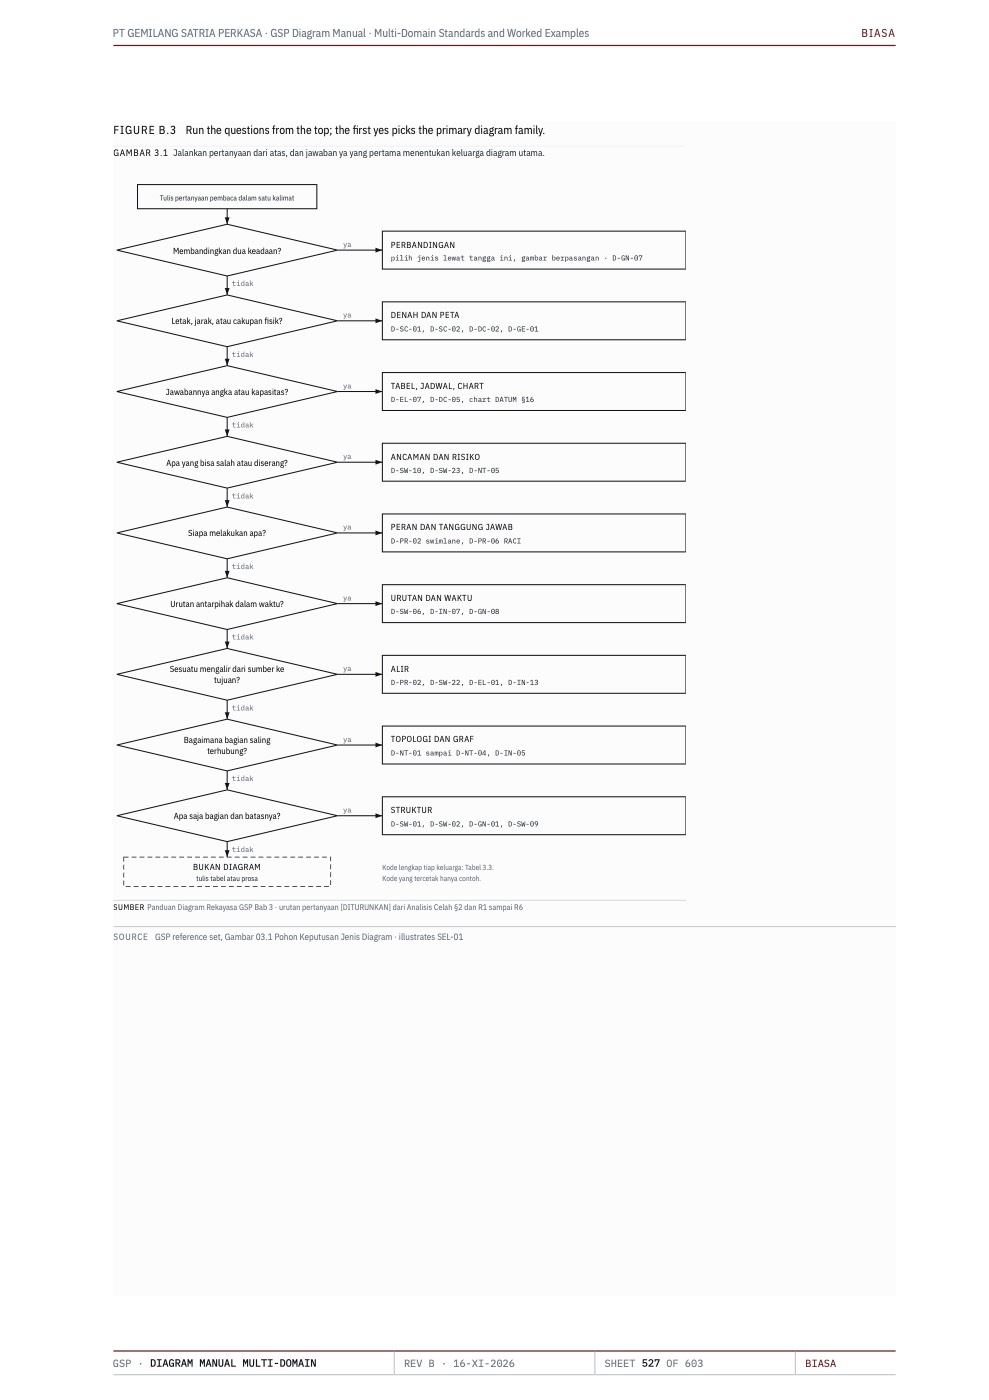 PT GEMILANG SATRIA PERKASA · GSP Diagram Manual · Multi-Domain Standards and Worked Examples
BIASA
FIGURE B.3 Run the questions from the top; the first yes picks the primary diagram family.
GAMBAR 3.1 Jalankan pertanyaan dari atas, dan jawaban ya yang pertama menentukan keluarga diagram utama.
Tulis pertanyaan pembaca dalam satu kalimat
Membandingkan dua keadaan?
ya
PERBANDINGAN
pilih jenis lewat tangga ini, gambar berpasangan · D-GN-07
tidak
Letak, jarak, atau cakupan fisik?
ya
DENAH DAN PETA
D-SC-01, D-SC-02, D-DC-02, D-GE-01
tidak
Jawabannya angka atau kapasitas?
ya
TABEL, JADWAL, CHART
D-EL-07, D-DC-05, chart DATUM §16
tidak
Apa yang bisa salah atau diserang?
ya
ANCAMAN DAN RISIKO
D-SW-10, D-SW-23, D-NT-05
tidak
Siapa melakukan apa?
ya
PERAN DAN TANGGUNG JAWAB
D-PR-02 swimlane, D-PR-06 RACI
tidak
Urutan antarpihak dalam waktu?
ya
URUTAN DAN WAKTU
D-SW-06, D-IN-07, D-GN-08
tidak
Sesuatu mengalir dari sumber ke
tujuan?
ya
ALIR
D-PR-02, D-SW-22, D-EL-01, D-IN-13
tidak
Bagaimana bagian saling
terhubung?
ya
TOPOLOGI DAN GRAF
D-NT-01 sampai D-NT-04, D-IN-05
tidak
Apa saja bagian dan batasnya?
ya
STRUKTUR
D-SW-01, D-SW-02, D-GN-01, D-SW-09
tidak
BUKAN DIAGRAM
tulis tabel atau prosa
Kode lengkap tiap keluarga: Tabel 3.3.
Kode yang tercetak hanya contoh.
SUMBER Panduan Diagram Rekayasa GSP Bab 3 · urutan pertanyaan [DITURUNKAN] dari Analisis Celah §2 dan R1 sampai R6
SOURCE GSP reference set, Gambar 03.1 Pohon Keputusan Jenis Diagram · illustrates SEL-01
GSP · DIAGRAM MANUAL MULTI-DOMAIN
REV B · 16-XI-2026
SHEET 527 OF 603
BIASA